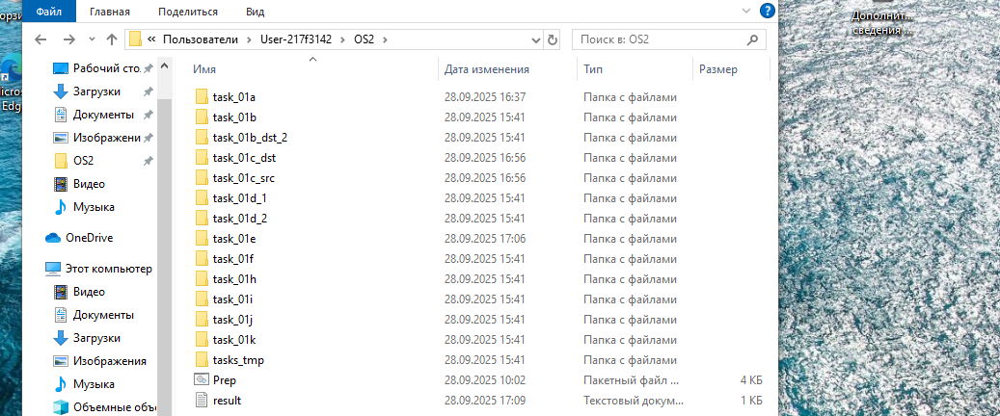 Файл Главная Поделиться Вид
« Пользователи › User-217f3142 › OS2 ›
Поиск в: OS2
Дополнит...
сведения ...
Edg
Рабочий сто.
Загрузки
Документы
Изображени
OS2
Видео
Музыка
OneDrive
Этот компьютер
Видео
Документы
Загрузки
Изображения
Музыка
Объемные объ
Имя Дата изменения Тип Размер
task_01a 28.09.2025 16:37 Папка с файлами
task_01b 28.09.2025 15:41 Папка с файлами
task_01b_dst_2 28.09.2025 15:41 Папка с файлами
task_01c_dst 28.09.2025 16:56 Папка с файлами
task_01c_src 28.09.2025 16:56 Папка с файлами
task_01d_1 28.09.2025 15:41 Папка с файлами
task_01d_2 28.09.2025 15:41 Папка с файлами
task_01e 28.09.2025 17:06 Папка с файлами
task_01f 28.09.2025 15:41 Папка с файлами
task_01h 28.09.2025 15:41 Папка с файлами
task_01i 28.09.2025 15:41 Папка с файлами
task_01j 28.09.2025 15:41 Папка с файлами
task_01k 28.09.2025 15:41 Папка с файлами
tasks_tmp 28.09.2025 15:41 Папка с файлами
Prep 28.09.2025 10:02 Пакетный файл ... 4 КБ
result 28.09.2025 17:09 Текстовый докум... 1 КБ